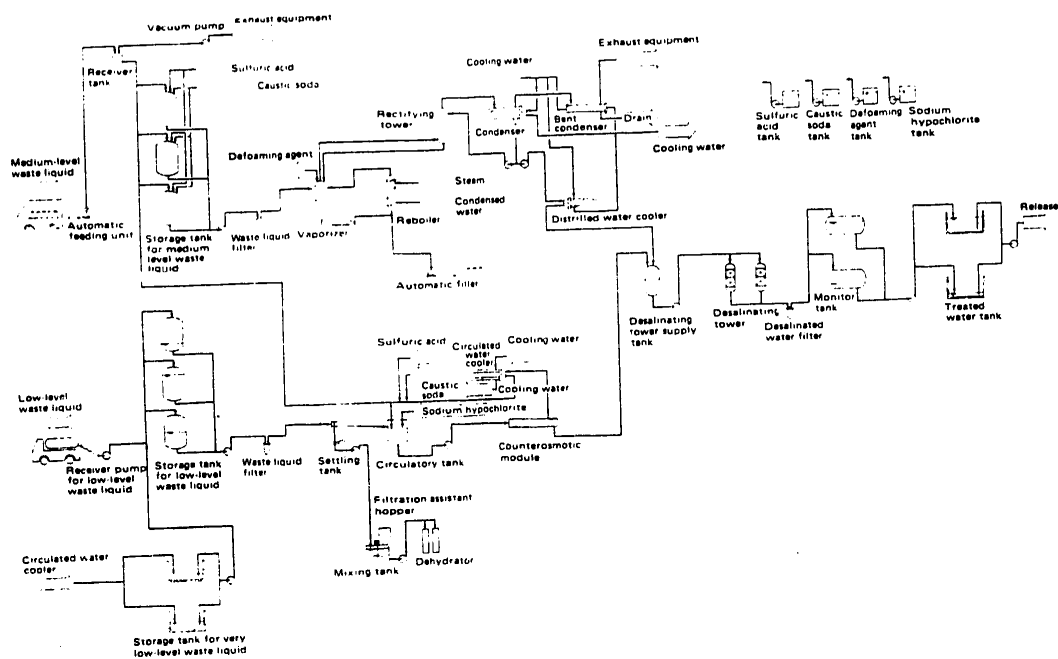 Vacuum pump
Exhaust equipment
Receiver
tank
Sulfuric acid
Caustic soda
Medium-level
waste liquid
Automatic
feeding unit
Storage tank
for medium
level waste
liquid
Waste liquid
filter
Defoaming agent
Vaporizer
Rectifying
tower
Steam
Condensed
water
Reboiler
Automatic filler
Cooling water
Condenser
Bent
condenser
Exhaust equipment
Drain
Cooling water
Distrilled water cooler
Sulfuric
acid
tank
Caustic
soda
tank
Defoaming
agent
tank
Sodium
hypochlorite
tank
Desalinating
tower supply
tank
Desalinating
tower
Desalinated
water filter
Monitor
tank
Treated
water tank
Release
Low-level
waste liquid
Receiver pump
for low-level
waste liquid
Storage tank
for low-level
waste liquid
Waste liquid
filter
Settling
tank
Sulfuric acid
Caustic
soda
Circulated
water
cooler
Cooling water
Cooling water
Sodium hypochlorite
Circulatory tank
Counterosmotic
module
Filtration assistant
hopper
Mixing tank
Dehydrator
Circulated water
cooler
Storage tank for very
low-level waste liquid